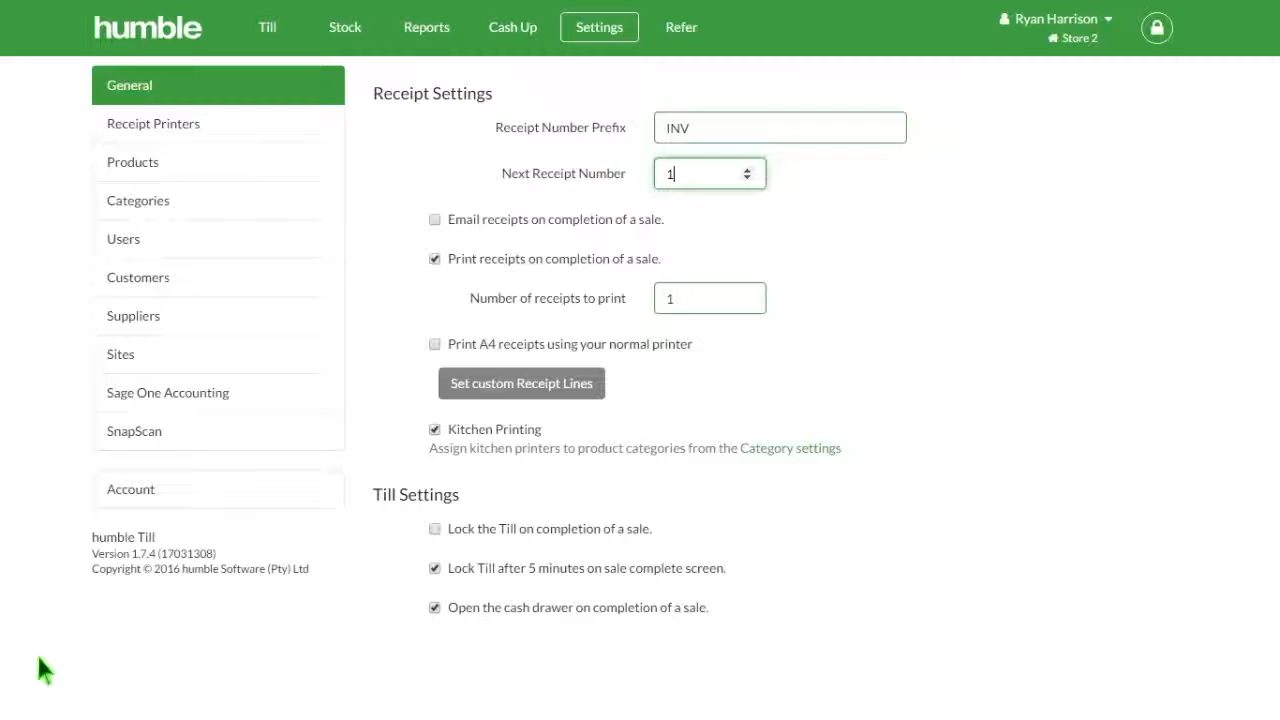 humble
Till
Stock
Reports
Cash Up
Settings
Refer
Ryan Harrison
Store 2
General
Receipt Printers
Products
Categories
Users
Customers
Suppliers
Sites
Sage One Accounting
SnapScan
Account
humble Till
Version 1.7.4 (17031308)
Copyright © 2016 humble Software (Pty) Ltd
Receipt Settings
Receipt Number Prefix INV
Next Receipt Number 1
Email receipts on completion of a sale.
Print receipts on completion of a sale.
Number of receipts to print 1
Print A4 receipts using your normal printer
Set custom Receipt Lines
Kitchen Printing
Assign kitchen printers to product categories from the Category settings
Till Settings
Lock the Till on completion of a sale.
Lock Till after 5 minutes on sale complete screen.
Open the cash drawer on completion of a sale.